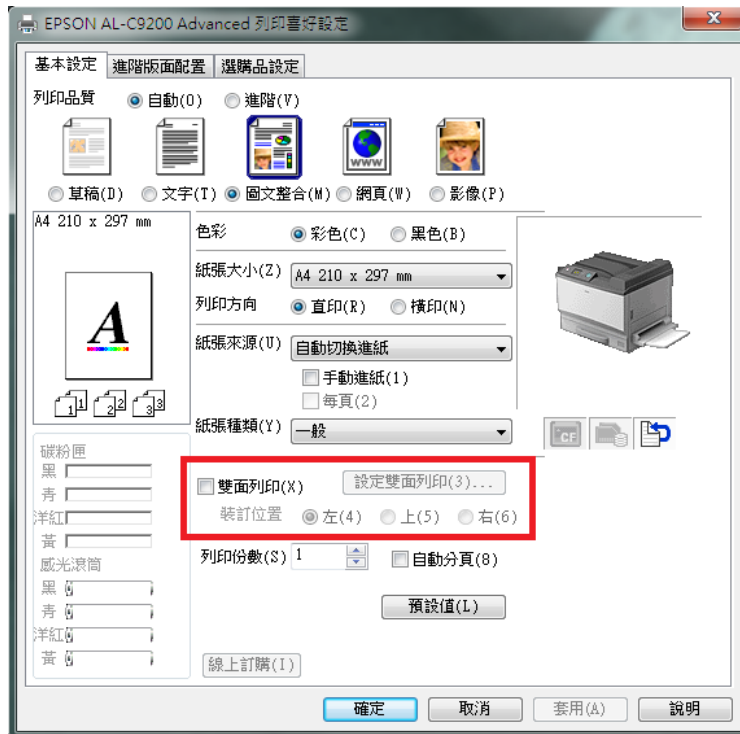 EPSON AL-C9200 Advanced 列印喜好設定
基本設定 進階版面配置 選購品設定
列印品質 自動(O) 進階(V)
WWW
草稿(D) 文字(T) 圖文整合(M) 網頁(W) 影像(P)
A4 210 x 297 mm
色彩 彩色(C) 黑色(B)
紙張大小(Z) A4 210 x 297 mm
列印方向 直印(R) 橫印(N)
A
紙張來源(U) 自動切換進紙
手動進紙(1)
每頁(2)
1 1 2 2 3 3
紙張種類(Y) 一般
CF
碳粉匣
黑
青
洋紅
黃
雙面列印(X) 設定雙面列印(3)...
裝訂位置 左(4) 上(5) 右(6)
列印份數(S) 1 自動分頁(8)
感光滾筒
黑
青
洋紅
黃
預設值(L)
線上訂購(I)
確定 取消 套用(A) 說明